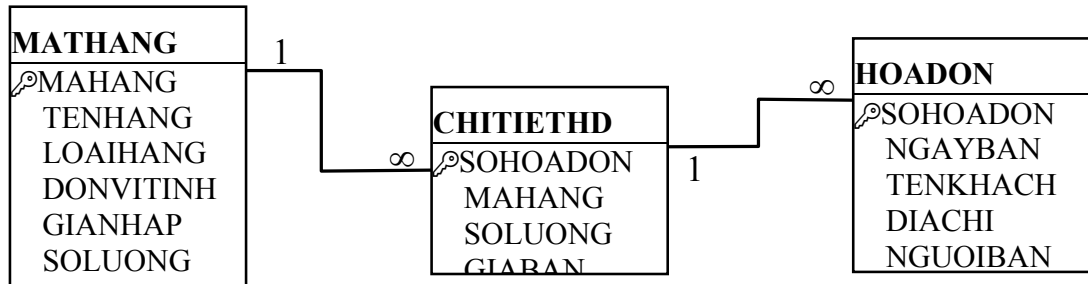 MATHANG
MAHANG
TENHANG
LOAIHANG
DONVITINH
GIANHAP
SOLUONG
1
∞
CHITIETHD
SOHOADON
MAHANG
SOLUONG
GIABAN
1
∞
HOADON
SOHOADON
NGAYBAN
TENKHACH
DIACHI
NGUOIBAN